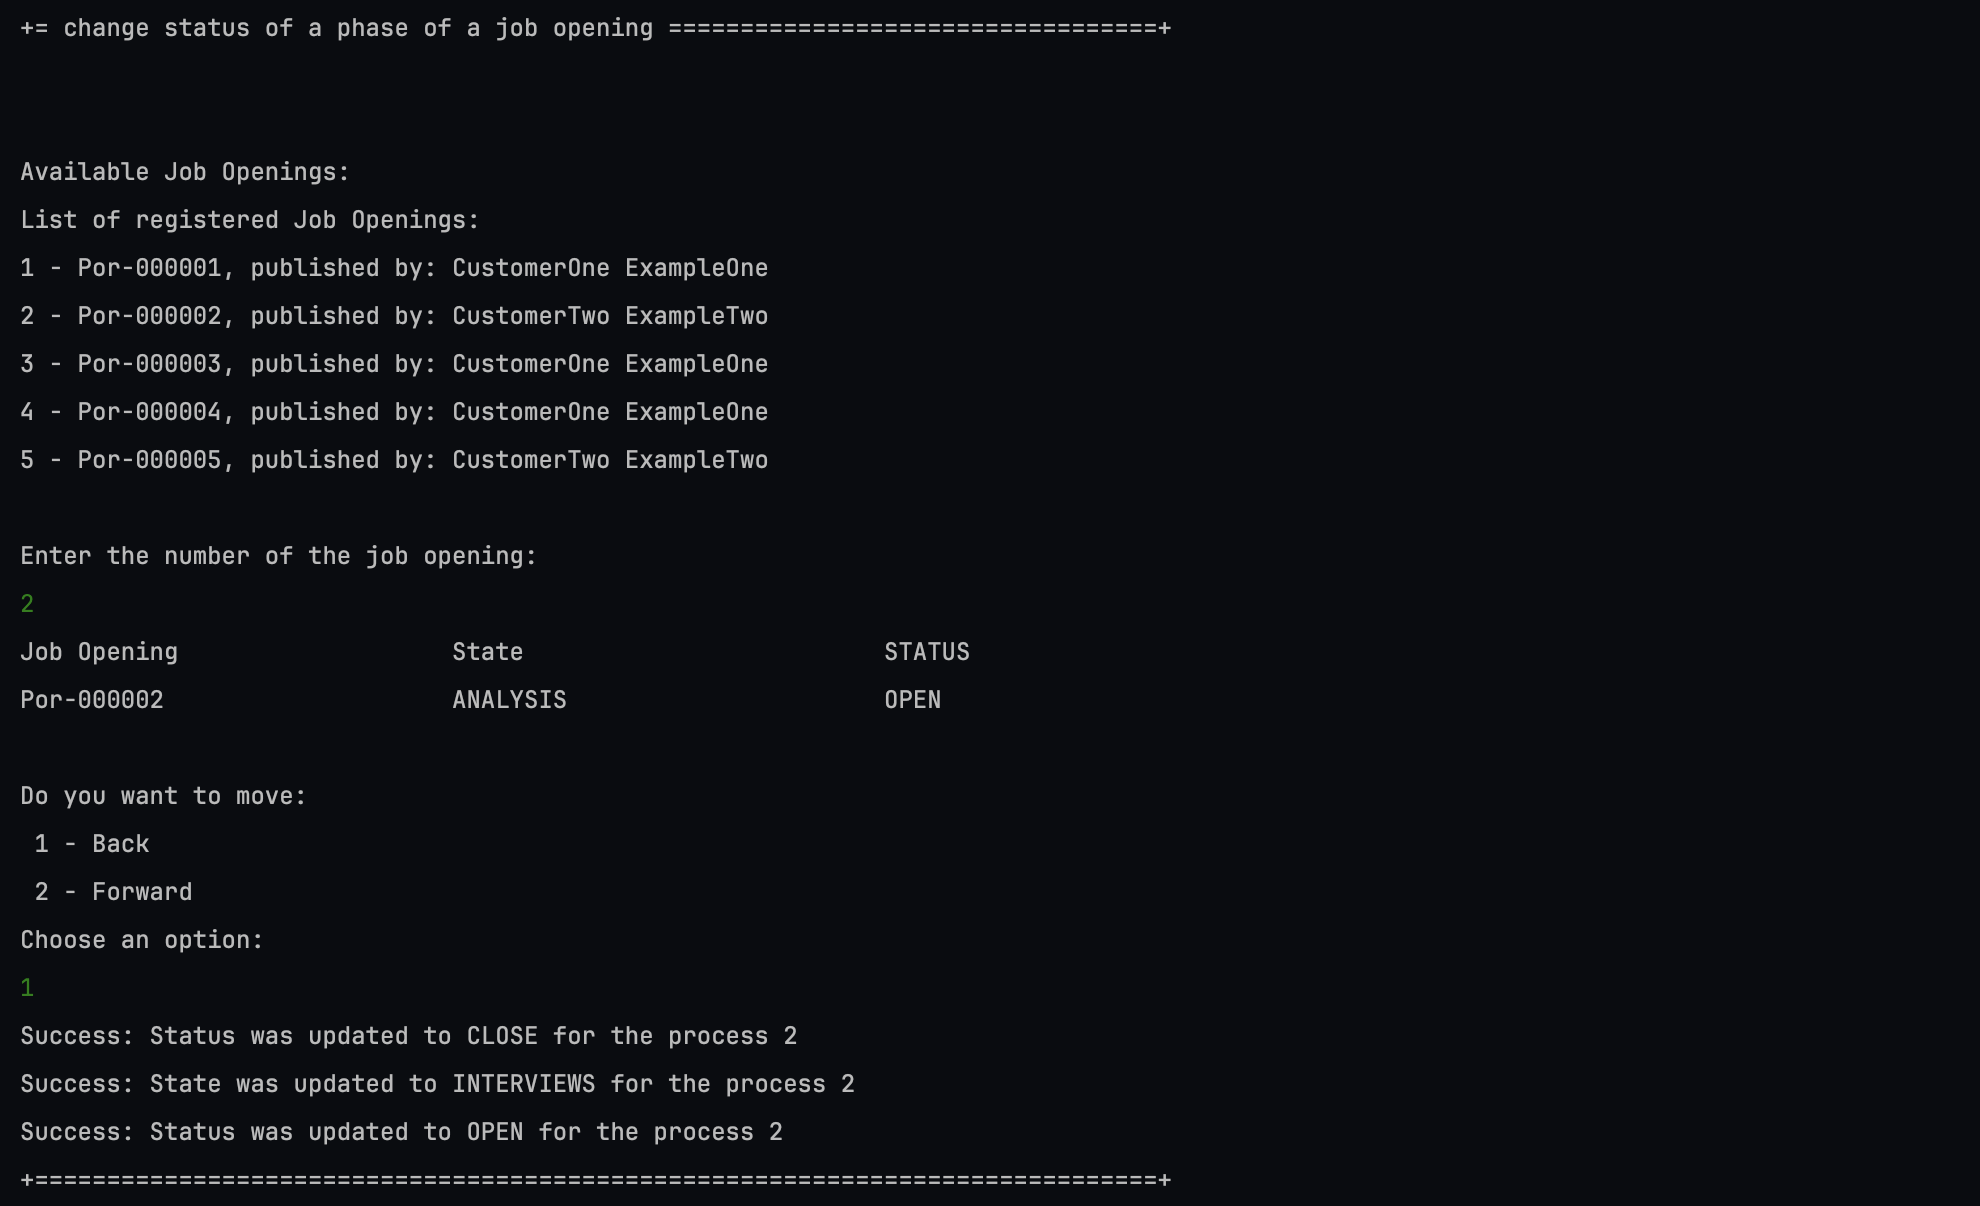 += change status of a phase of a job opening ==================================+
Available Job Openings:
List of registered Job Openings:
1 - Por-000001, published by: CustomerOne ExampleOne
2 - Por-000002, published by: CustomerTwo ExampleTwo
3 - Por-000003, published by: CustomerOne ExampleOne
4 - Por-000004, published by: CustomerOne ExampleOne
5 - Por-000005, published by: CustomerTwo ExampleTwo
Enter the number of the job opening:
2
Job Opening                   State                         STATUS
Por-000002                    ANALYSIS                      OPEN
Do you want to move:
 1 - Back
 2 - Forward
Choose an option:
1
Success: Status was updated to CLOSE for the process 2
Success: State was updated to INTERVIEWS for the process 2
Success: Status was updated to OPEN for the process 2
+==============================================================================+